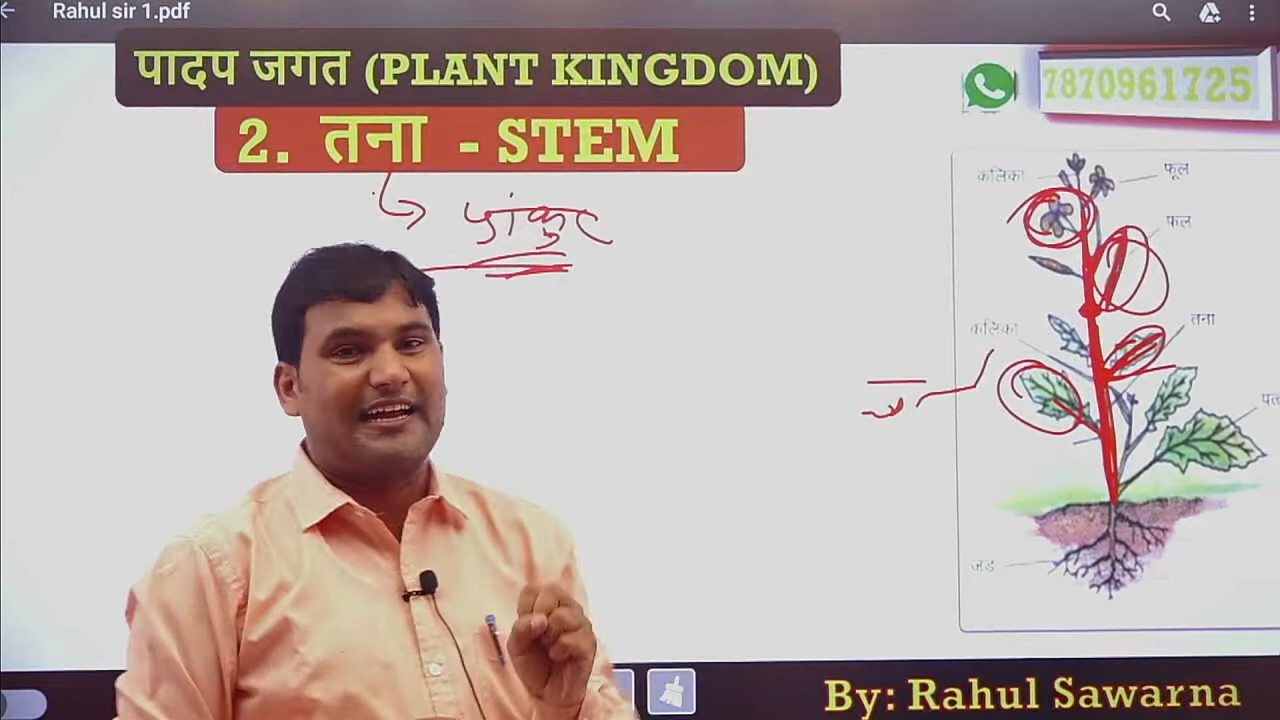 Rahul sir 1.pdf
पादप जगत (PLANT KINGDOM)
7870961725
2. तना - STEM
प्रांकुर
कलिका
फूल
फल
तना
कलिका
जड
By: Rahul Sawarna